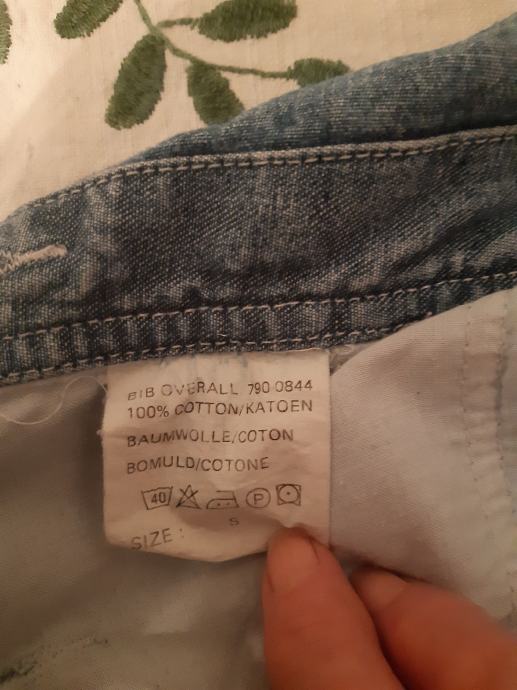 BIB OVERALL 790 0844
100% COTTON/KATOEN
BAUMWOLLE/COTON
BOMULD/COTONE
40 P
SIZE : S